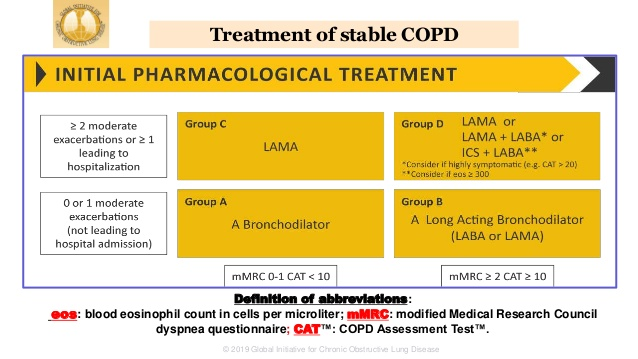 Treatment of stable COPD
INITIAL PHARMACOLOGICAL TREATMENT
≥ 2 moderate
exacerbations or ≥ 1
leading to
hospitalization
Group C
LAMA
Group D
LAMA or
LAMA + LABA* or
ICS + LABA**
*Consider if highly symptomatic (e.g. CAT > 20)
**Consider if eos ≥ 300
0 or 1 moderate
exacerbations
(not leading to
hospital admission)
Group A
A Bronchodilator
Group B
A Long Acting Bronchodilator
(LABA or LAMA)
mMRC 0-1 CAT < 10
mMRC ≥ 2 CAT ≥ 10
Definition of abbreviations:
eos: blood eosinophil count in cells per microliter; mMRC: modified Medical Research Council
dyspnea questionnaire; CAT™: COPD Assessment Test™.
© 2019 Global Initiative for Chronic Obstructive Lung Disease